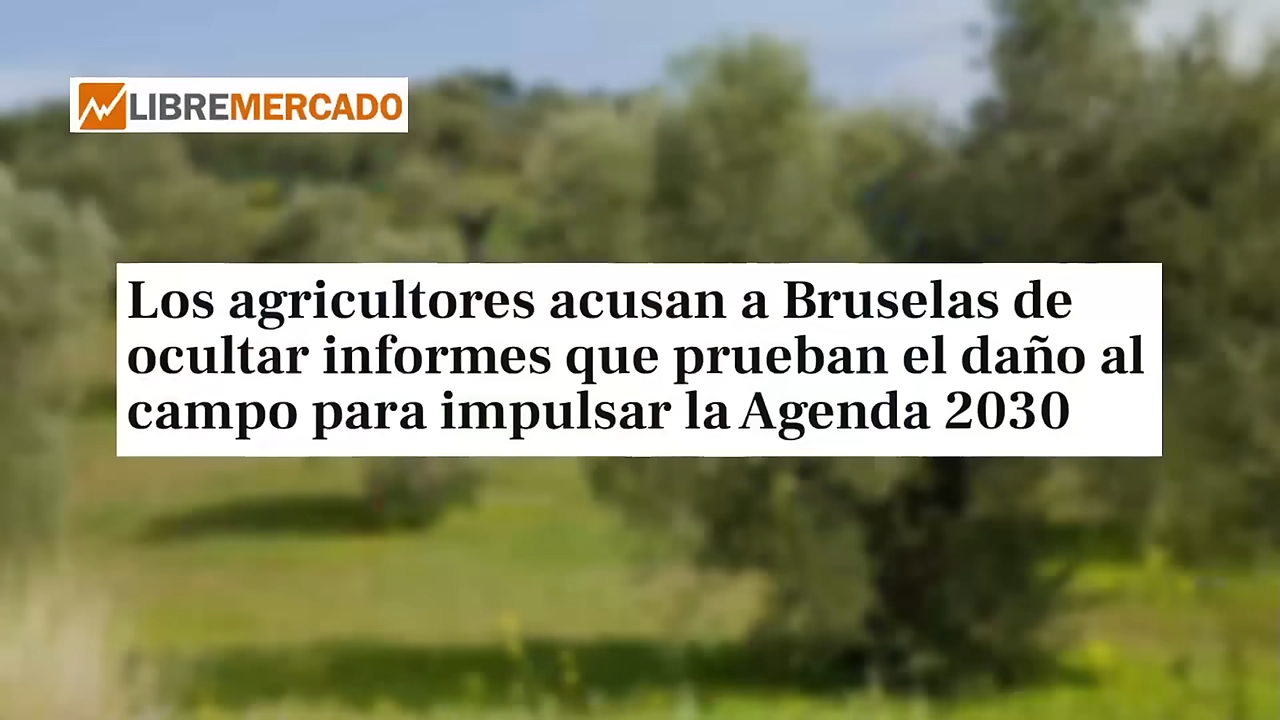 LIBREMERCADO
Los agricultores acusan a Bruselas de
ocultar informes que prueban el daño al
campo para impulsar la Agenda 2030